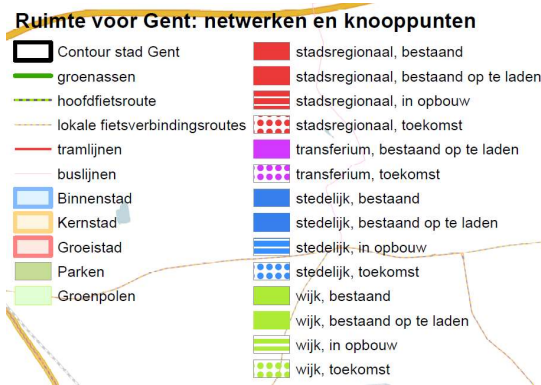 Ruimte voor Gent: netwerken en knooppunten
Contour stad Gent
groenassen
hoofdfietsroute
lokale fietsverbindingsroutes
tramlijnen
buslijnen
Binnenstad
Kernstad
Groeistad
Parken
Groenpolen
stadsregionaal, bestaand
stadsregionaal, bestaand op te laden
stadsregionaal, in opbouw
stadsregionaal, toekomst
transferium, bestaand op te laden
transferium, toekomst
stedelijk, bestaand
stedelijk, bestaand op te laden
stedelijk, in opbouw
stedelijk, toekomst
wijk, bestaand
wijk, bestaand op te laden
wijk, in opbouw
wijk, toekomst